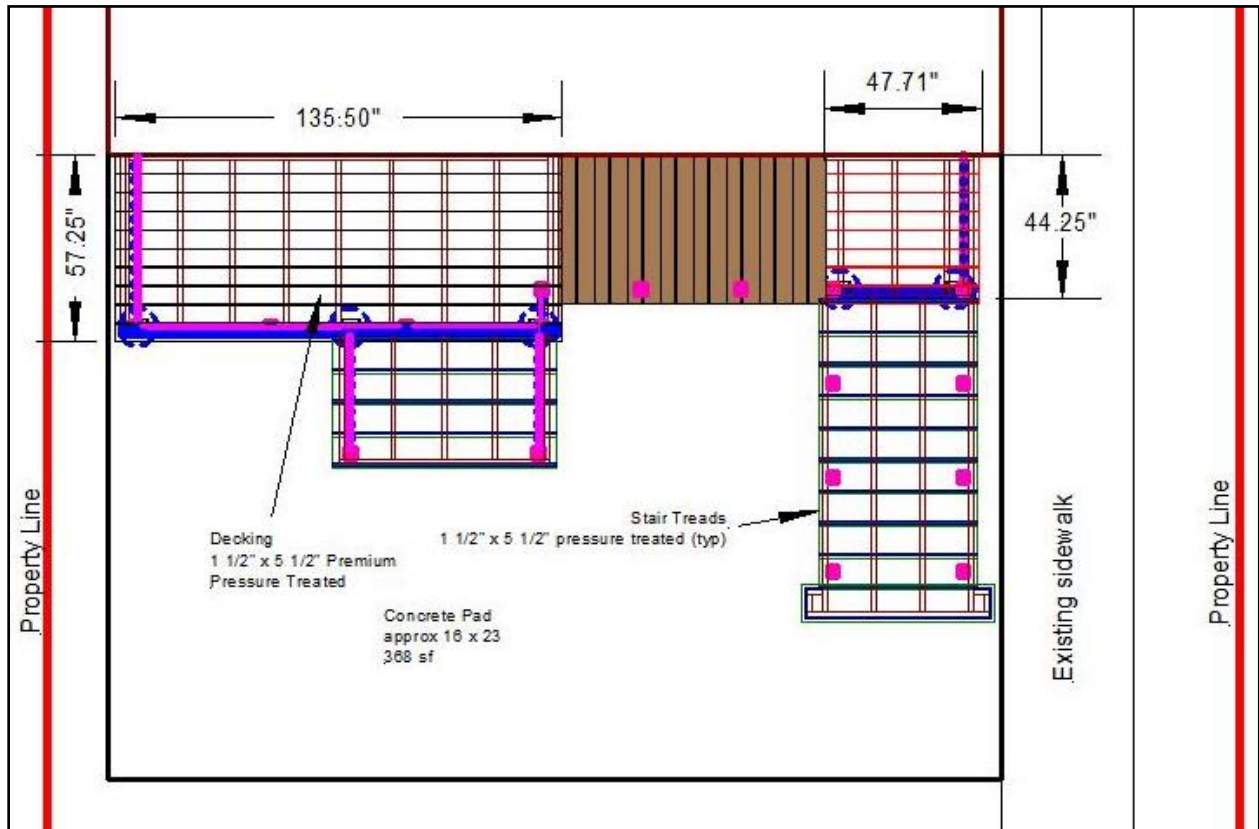 135.50"
47.71"
57.25"
44.25"
Decking
1 1/2" x 5 1/2" Premium
Pressure Treated
Stair Treads
1 1/2" x 5 1/2" pressure treated (typ)
Concrete Pad
approx 16 x 23
368 sf
Property Line
Existing sidewalk
Property Line